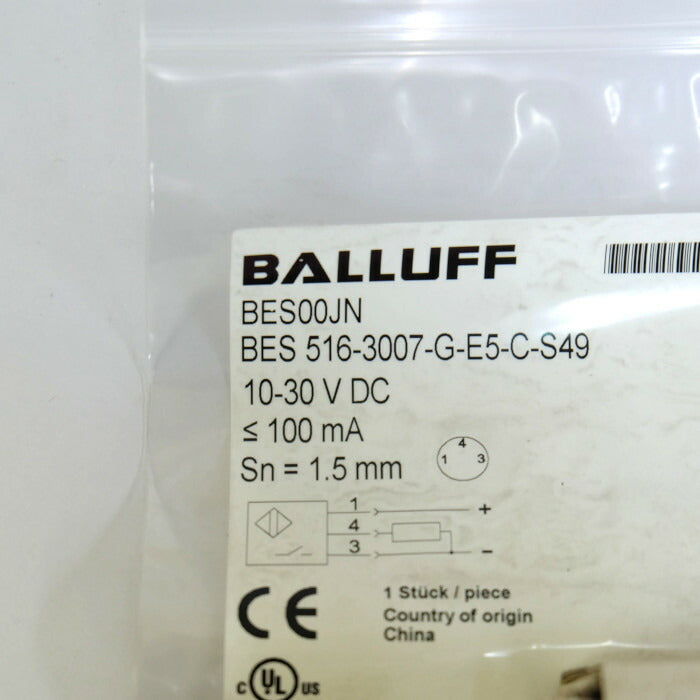 BALLUFF
BES00JN
BES 516-3007-G-E5-C-S49
10-30 V DC
≤ 100 mA
Sn = 1.5 mm
4
1 3
1 +
4
3 −
1 Stück / piece
Country of origin
China
CE
c UL us